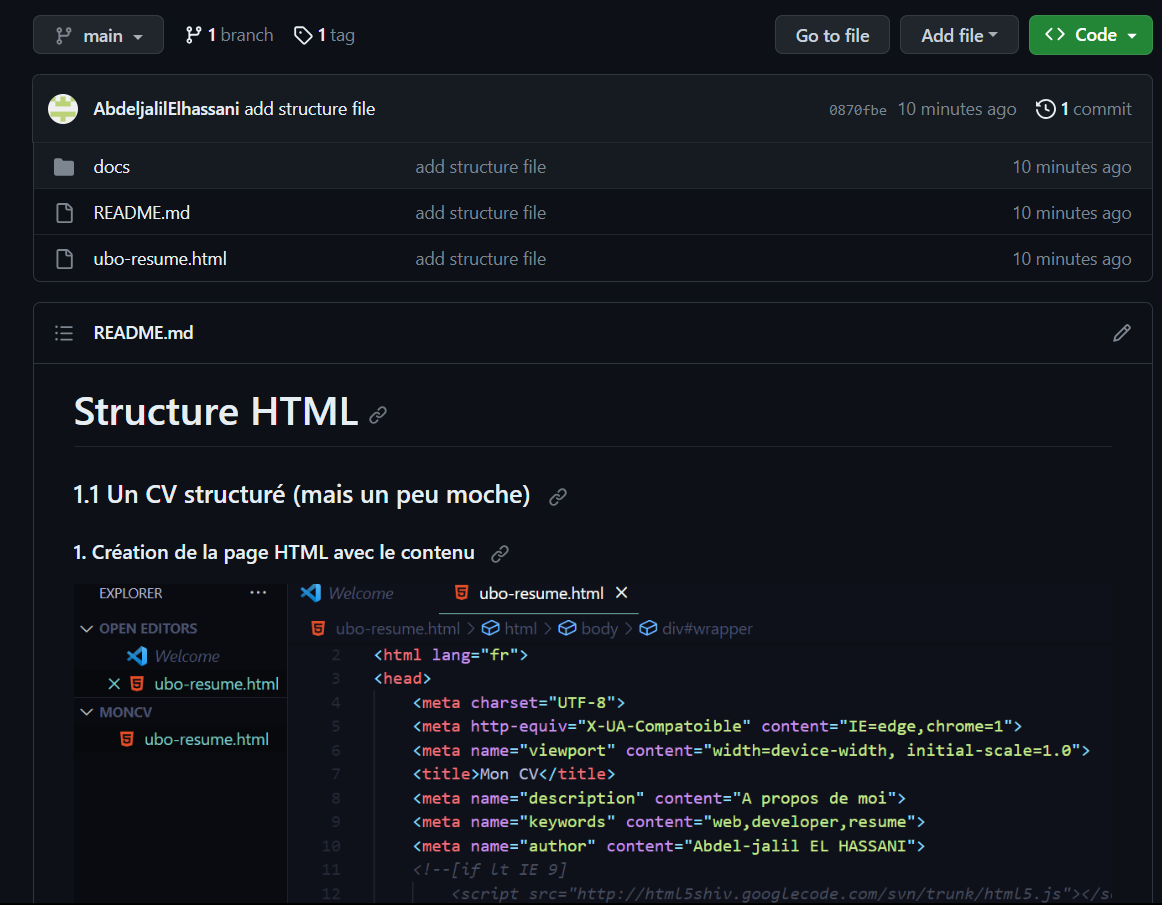 main
1 branch
1 tag
Go to file
Add file
Code
AbdeljalilElhassani add structure file
0870fbe 10 minutes ago 1 commit
docs add structure file 10 minutes ago
README.md add structure file 10 minutes ago
ubo-resume.html add structure file 10 minutes ago
README.md
Structure HTML
1.1 Un CV structuré (mais un peu moche)
1. Création de la page HTML avec le contenu
EXPLORER ...
OPEN EDITORS
Welcome
ubo-resume.html
MONCV
ubo-resume.html
Welcome ubo-resume.html
ubo-resume.html > html > body > div#wrapper
2 <html lang="fr">
3 <head>
4 <meta charset="UTF-8">
5 <meta http-equiv="X-UA-Compatoible" content="IE=edge,chrome=1">
6 <meta name="viewport" content="width=device-width, initial-scale=1.0">
7 <title>Mon CV</title>
8 <meta name="description" content="A propos de moi">
9 <meta name="keywords" content="web,developer,resume">
10 <meta name="author" content="Abdel-jalil EL HASSANI">
11 <!--[if lt IE 9]
12 <script src="http://html5shiv.googlecode.com/svn/trunk/html5.js"></s